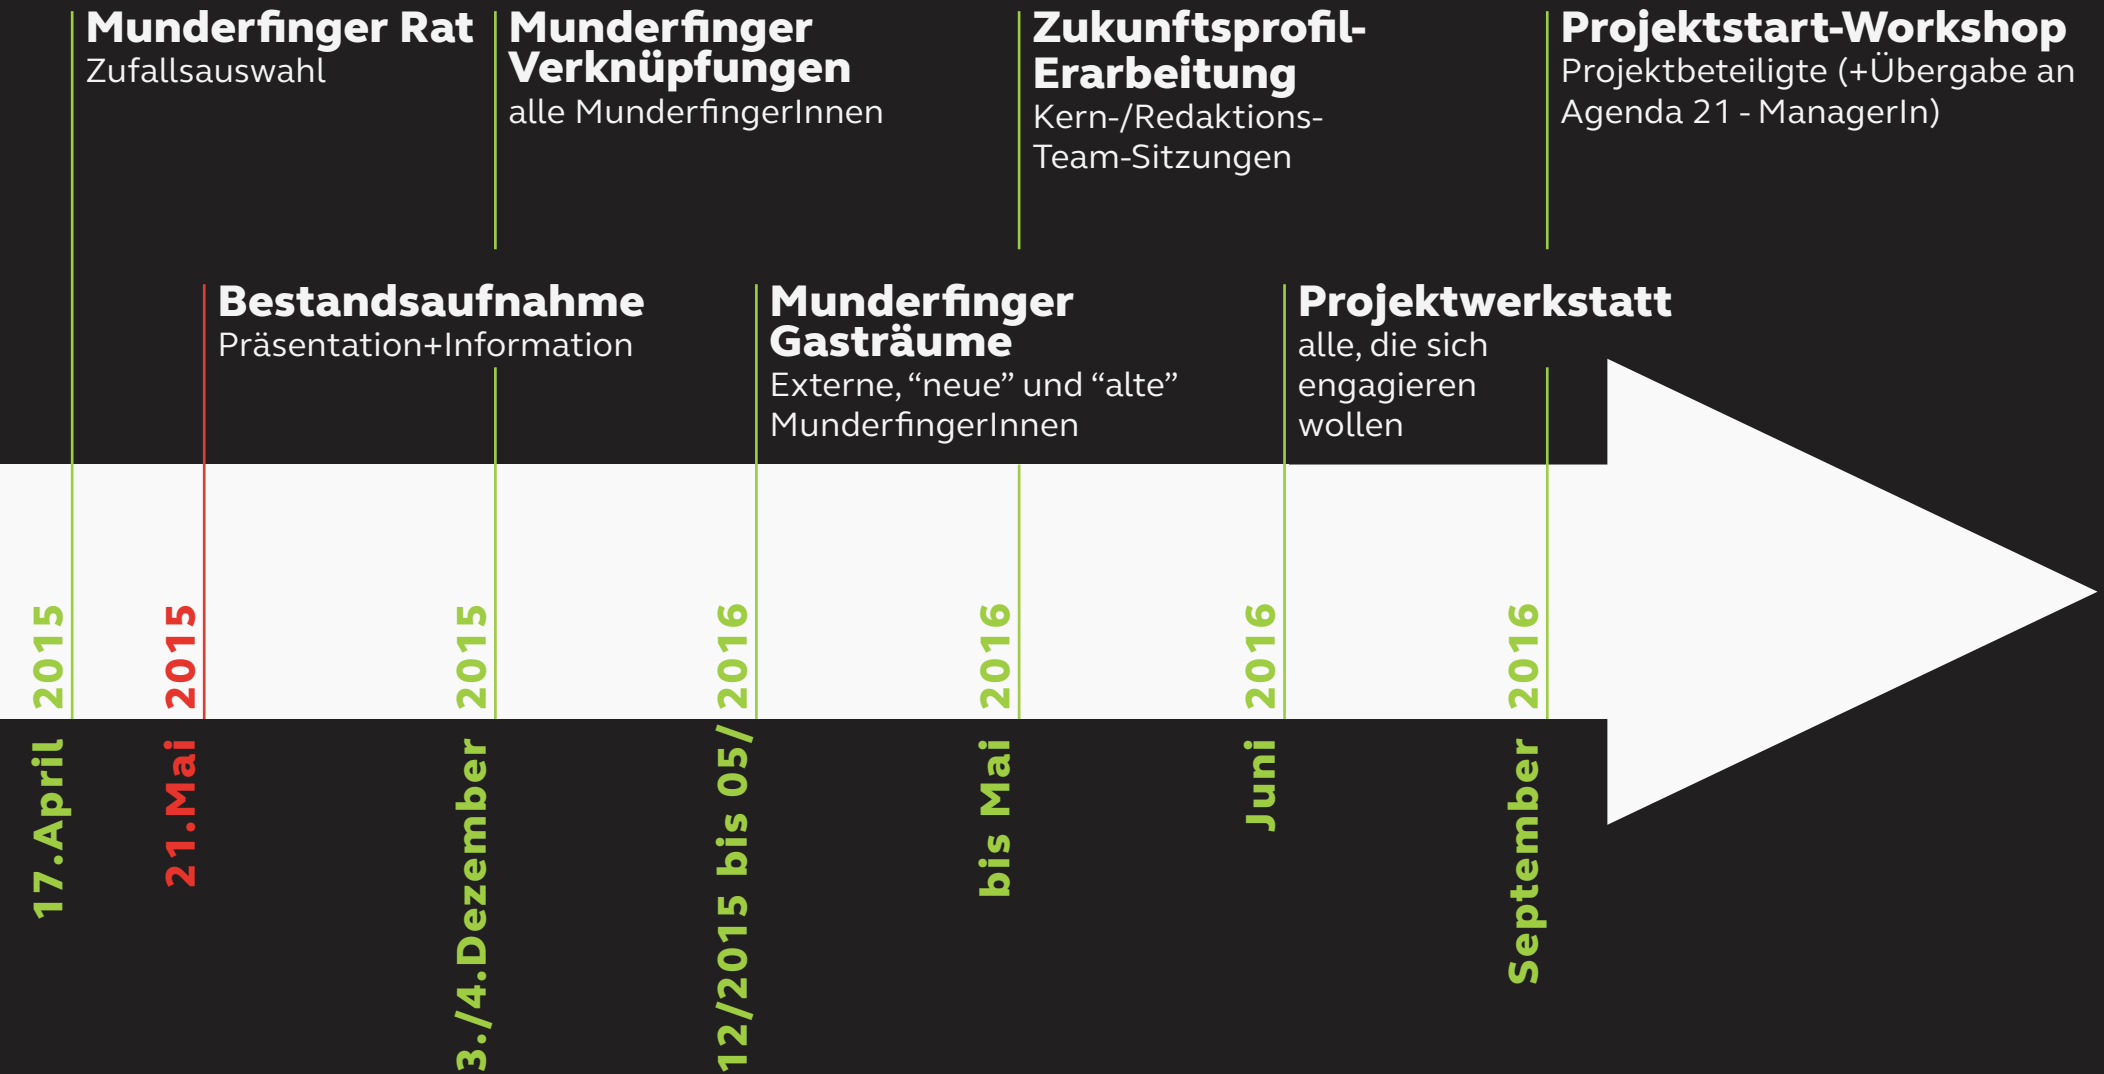 Munderfinger Rat
Zufallsauswahl
Munderfinger
Verknüpfungen
alle MunderfingerInnen
Zukunftsprofil-
Erarbeitung
Kern-/Redaktions-
Team-Sitzungen
Projektstart-Workshop
Projektbeteiligte (+Übergabe an
Agenda 21 - ManagerIn)
Bestandsaufnahme
Präsentation+Information
Munderfinger
Gasträume
Externe, “neue” und “alte”
MunderfingerInnen
Projektwerkstatt
alle, die sich
engagieren
wollen
17.April 2015
21.Mai 2015
3./4.Dezember 2015
12/2015 bis 05/2016
bis Mai 2016
Juni 2016
September 2016